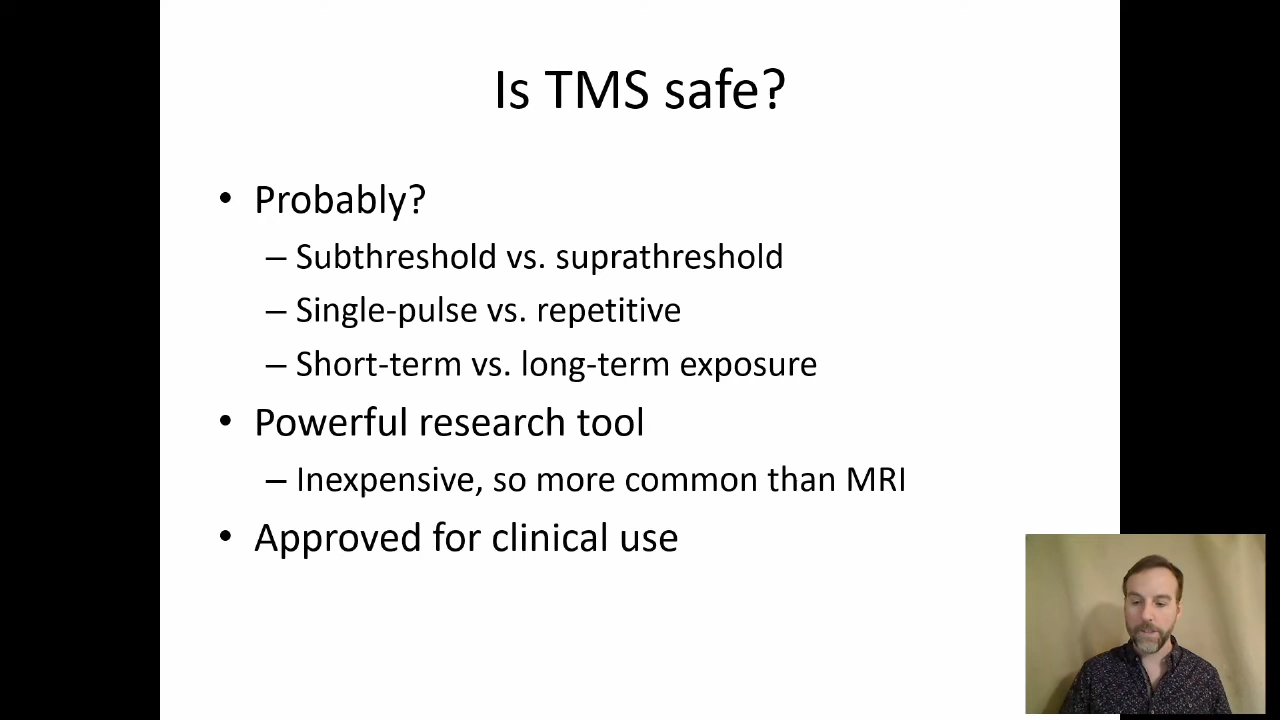 Is TMS safe?
• Probably?
– Subthreshold vs. suprathreshold
– Single-pulse vs. repetitive
– Short-term vs. long-term exposure
• Powerful research tool
– Inexpensive, so more common than MRI
• Approved for clinical use